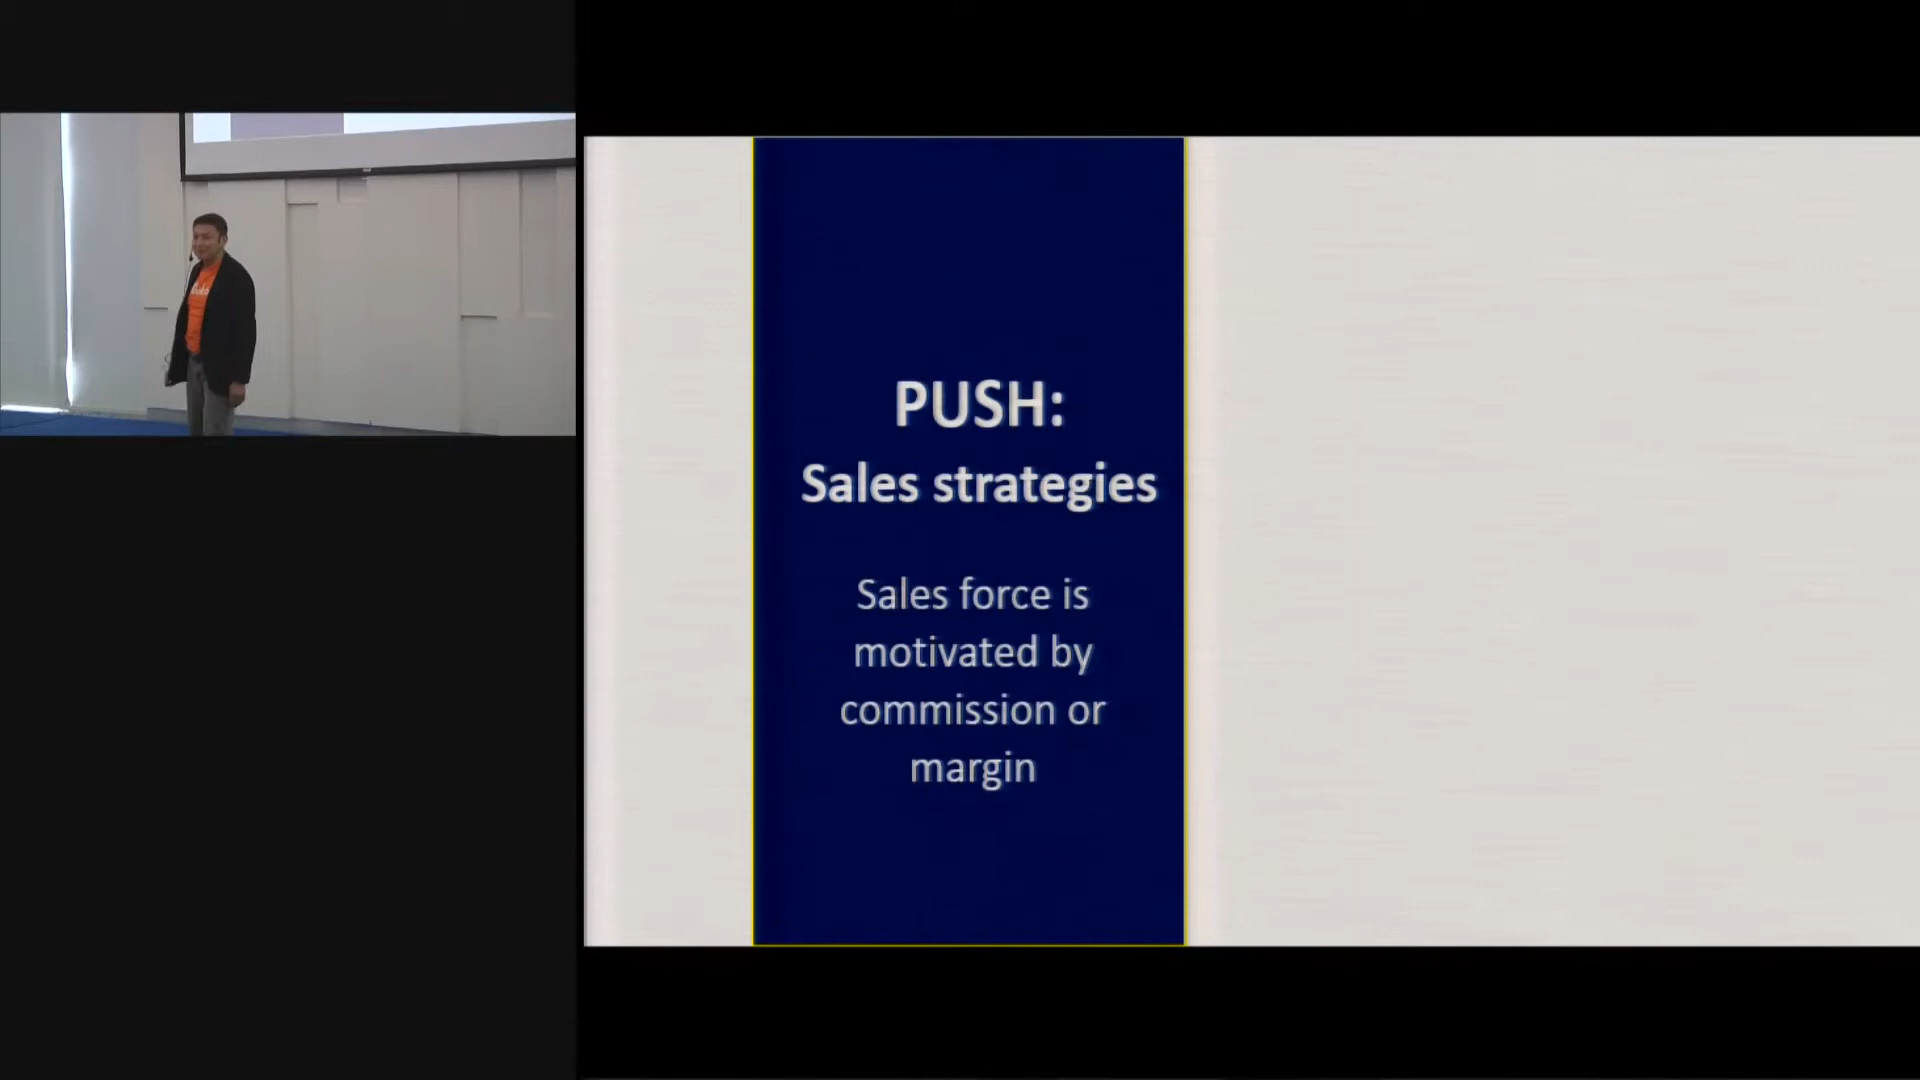 PUSH:
Sales strategies
Sales force is
motivated by
commission or
margin